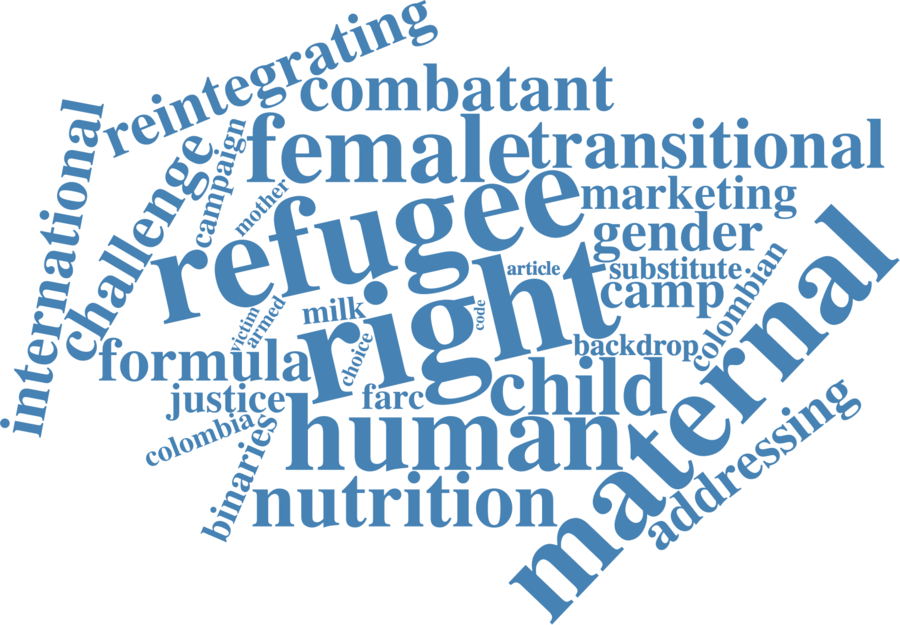 reintegrating
combatant
international
challenge
campaign
female
transitional
mother
refugee
marketing
gender
right
article
substitute
camp
colombian
maternal
milk
code
victim
armed
choice
backdrop
formula
justice
farc
child
colombia
binaries
human
addressing
nutrition